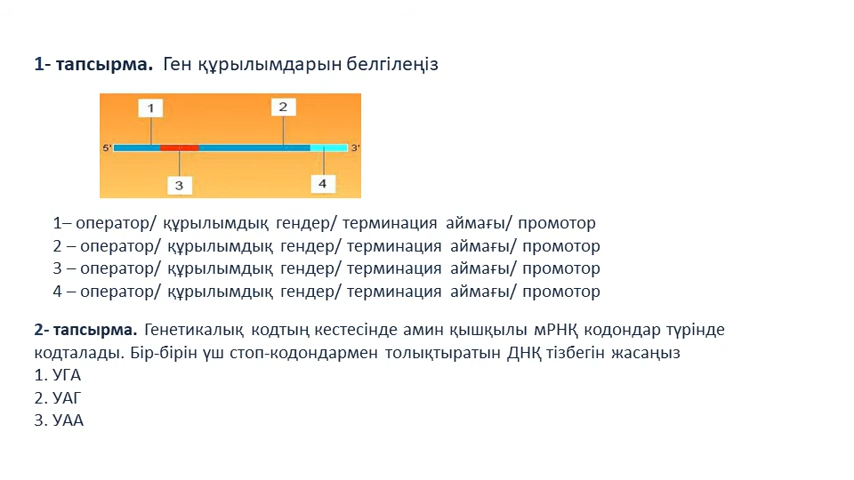 1- тапсырма. Ген құрылымдарын белгілеңіз
1
2
5'
3'
3
4
1– оператор/ құрылымдық гендер/ терминация аймағы/ промотор
2 – оператор/ құрылымдық гендер/ терминация аймағы/ промотор
3 – оператор/ құрылымдық гендер/ терминация аймағы/ промотор
4 – оператор/ құрылымдық гендер/ терминация аймағы/ промотор
2- тапсырма. Генетикалық кодтың кестесінде амин қышқылы мРНҚ кодондар түрінде
кодталады. Бір-бірін үш стоп-кодондармен толықтыратын ДНҚ тізбегін жасаңыз
1. УГА
2. УАГ
3. УАА